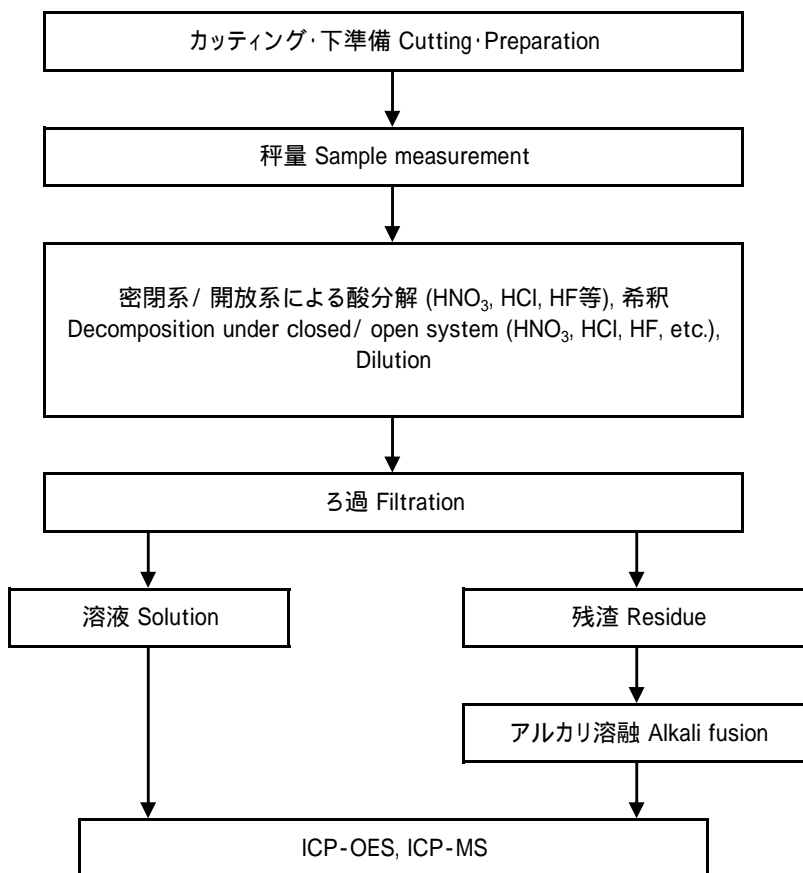 カッティング・下準備 Cutting・Preparation
秤量 Sample measurement
密閉系/ 開放系による酸分解 (HNO₃, HCl, HF等), 希釈
Decomposition under closed/ open system (HNO₃, HCl, HF, etc.),
Dilution
ろ過 Filtration
溶液 Solution
残渣 Residue
アルカリ溶融 Alkali fusion
ICP-OES, ICP-MS